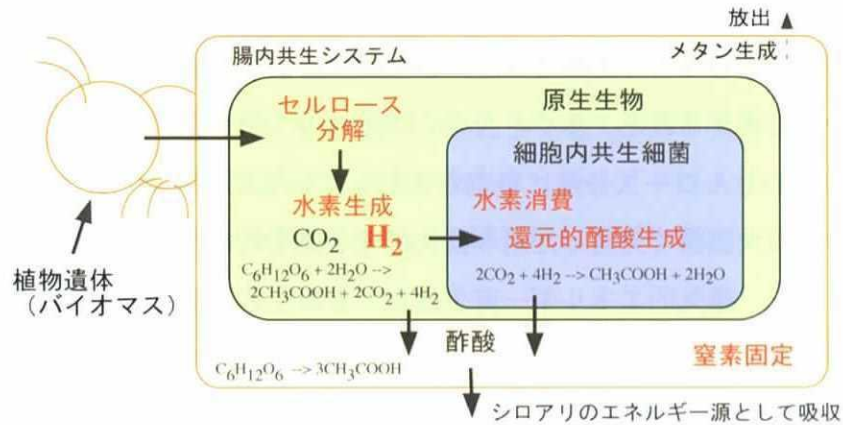 放出
メタン生成
腸内共生システム
セルロース
分解
原生生物
細胞内共生細菌
水素生成
CO₂ H₂
水素消費
還元的酢酸生成
C₆H₁₂O₆ + 2H₂O -->
2CH₃COOH + 2CO₂ + 4H₂
2CO₂ + 4H₂ --> CH₃COOH + 2H₂O
植物遺体
(バイオマス)
酢酸
窒素固定
C₆H₁₂O₆ --> 3CH₃COOH
シロアリのエネルギー源として吸収